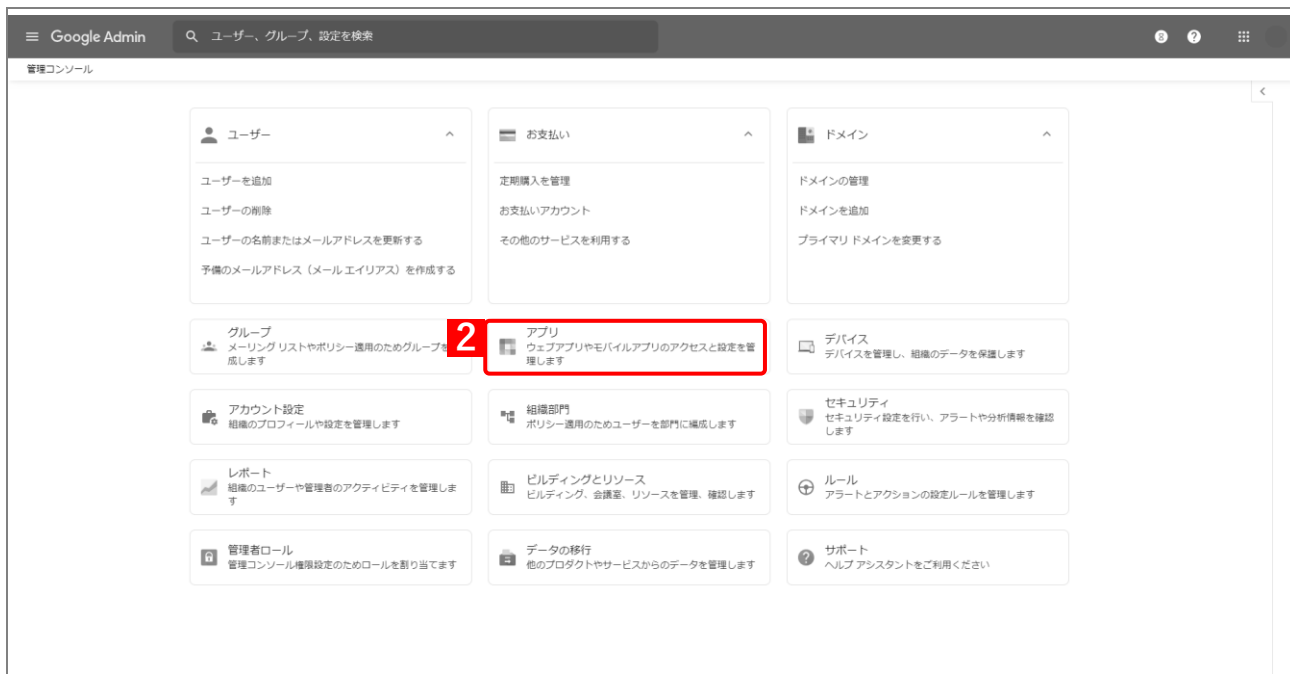 Google Admin
ユーザー、グループ、設定を検索
8
?
管理コンソール
ユーザー
ユーザーを追加
ユーザーの削除
ユーザーの名前またはメールアドレスを更新する
予備のメールアドレス（メール エイリアス）を作成する
お支払い
定期購入を管理
お支払いアカウント
その他のサービスを利用する
ドメイン
ドメインの管理
ドメインを追加
プライマリ ドメインを変更する
グループ
メーリング リストやポリシー適用のためグループを
成します
2
アプリ
ウェブアプリやモバイルアプリのアクセスと設定を管
理します
デバイス
デバイスを管理し、組織のデータを保護します
アカウント設定
組織のプロフィールや設定を管理します
組織部門
ポリシー適用のためユーザーを部門に編成します
セキュリティ
セキュリティ設定を行い、アラートや分析情報を確認
します
レポート
組織のユーザーや管理者のアクティビティを管理しま
す
ビルディングとリソース
ビルディング、会議室、リソースを管理、確認します
ルール
アラートとアクションの設定ルールを管理します
管理者ロール
管理コンソール権限設定のためロールを割り当てます
データの移行
他のプロダクトやサービスからのデータを管理します
?
サポート
ヘルプ アシスタントをご利用ください